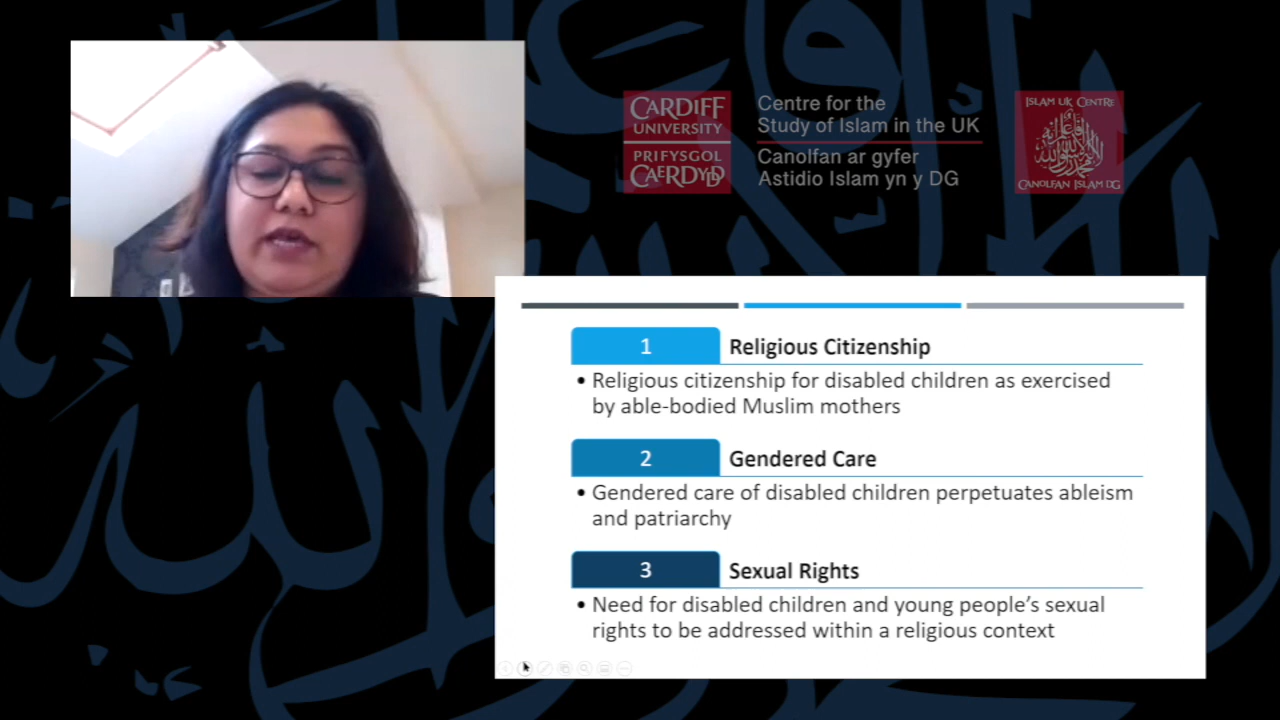 CARDIFF
UNIVERSITY
PRIFYSGOL
CAERDYDD
Centre for the
Study of Islam in the UK
Canolfan ar gyfer
Astidio Islam yn y DG
ISLAM UK CENTRE
CANOLFAN ISLAM DG
1
Religious Citizenship
• Religious citizenship for disabled children as exercised
by able-bodied Muslim mothers
2
Gendered Care
• Gendered care of disabled children perpetuates ableism
and patriarchy
3
Sexual Rights
• Need for disabled children and young people’s sexual
rights to be addressed within a religious context